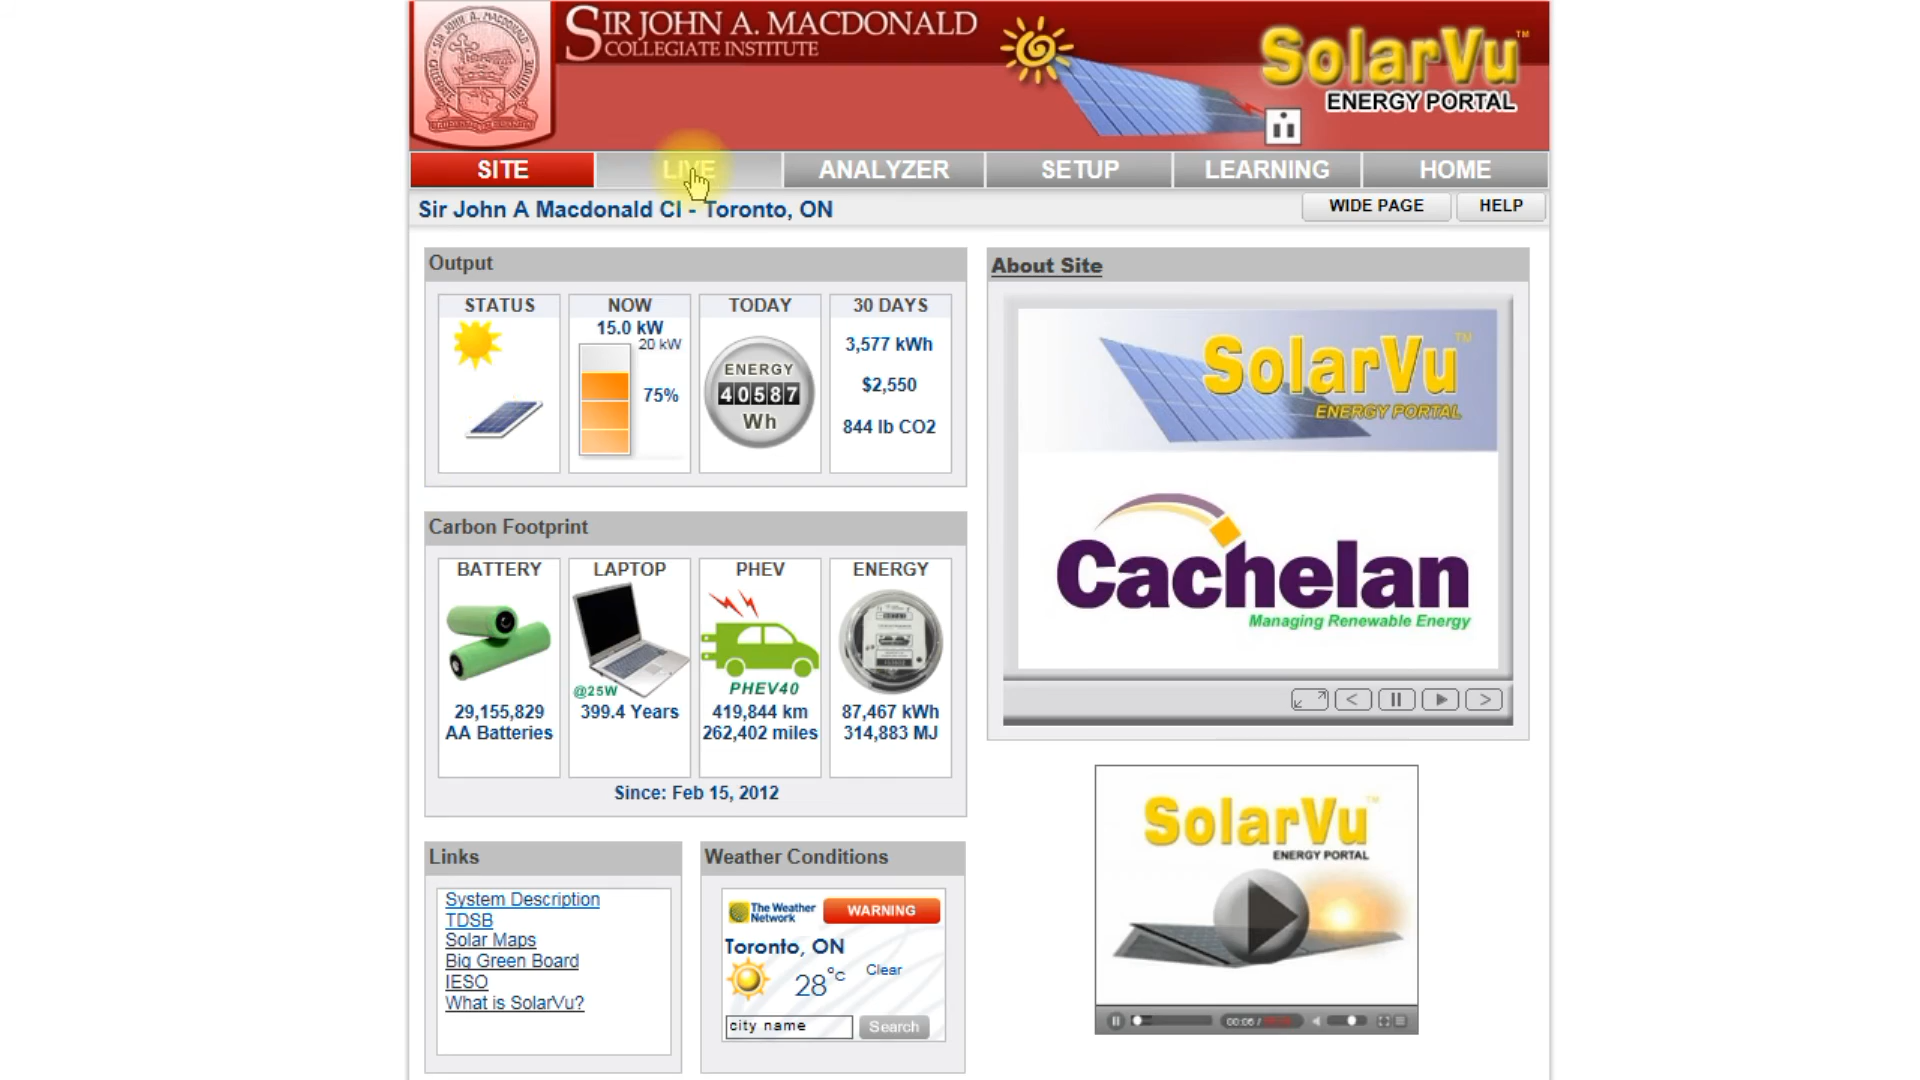 SIR JOHN A. MACDONALD
COLLEGIATE INSTITUTE
SolarVu™
ENERGY PORTAL
SITE
LIVE
ANALYZER
SETUP
LEARNING
HOME
Sir John A Macdonald CI - Toronto, ON
WIDE PAGE
HELP
Output
STATUS
NOW
15.0 kW
20 kW
75%
TODAY
ENERGY
40587
Wh
30 DAYS
3,577 kWh
$2,550
844 lb CO2
About Site
SolarVu™
ENERGY PORTAL
Cachelan
Managing Renewable Energy
Carbon Footprint
BATTERY
29,155,829
AA Batteries
LAPTOP
@25W
399.4 Years
PHEV
PHEV40
419,844 km
262,402 miles
ENERGY
87,467 kWh
314,883 MJ
Since: Feb 15, 2012
Links
System Description
TDSB
Solar Maps
Big Green Board
IESO
What is SolarVu?
Weather Conditions
The Weather
Network
WARNING
Toronto, ON
28°C
Clear
city name
Search
SolarVu™
ENERGY PORTAL